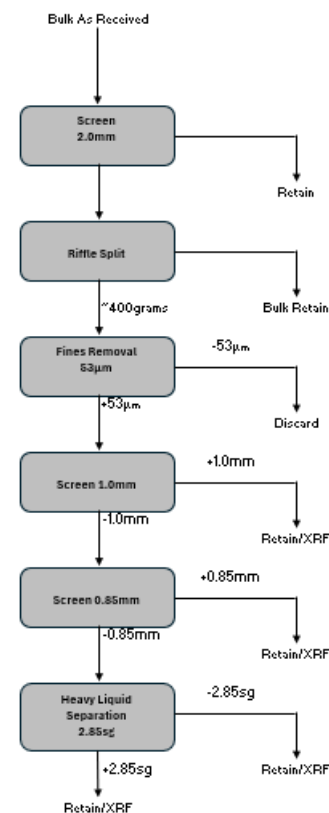 Bulk As Received
Screen
2.0mm
Retain
Riffle Split
~400grams
Bulk Retain
Fines Removal
53µm
-53µm
+53µm
Discard
Screen 1.0mm
+1.0mm
-1.0mm
Retain/XRF
Screen 0.85mm
+0.85mm
-0.85mm
Retain/XRF
Heavy Liquid
Separation
2.85sg
-2.85sg
+2.85sg
Retain/XRF
Retain/XRF